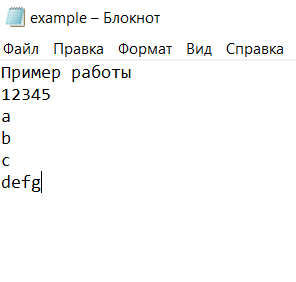 example – Блокнот
Файл Правка Формат Вид Справка
Пример работы
12345
a
b
c
defg